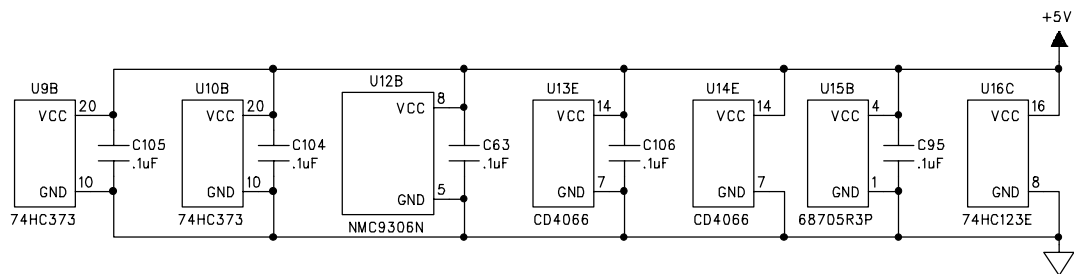 +5V
U9B
20
VCC
C105
.1uF
GND
10
74HC373
U10B
20
VCC
C104
.1uF
GND
10
74HC373
U12B
8
VCC
C63
.1uF
GND
5
NMC9306N
U13E
14
VCC
C106
.1uF
GND
7
CD4066
U14E
14
VCC
GND
7
CD4066
U15B
4
VCC
C95
.1uF
GND
1
68705R3P
U16C
16
VCC
GND
8
74HC123E